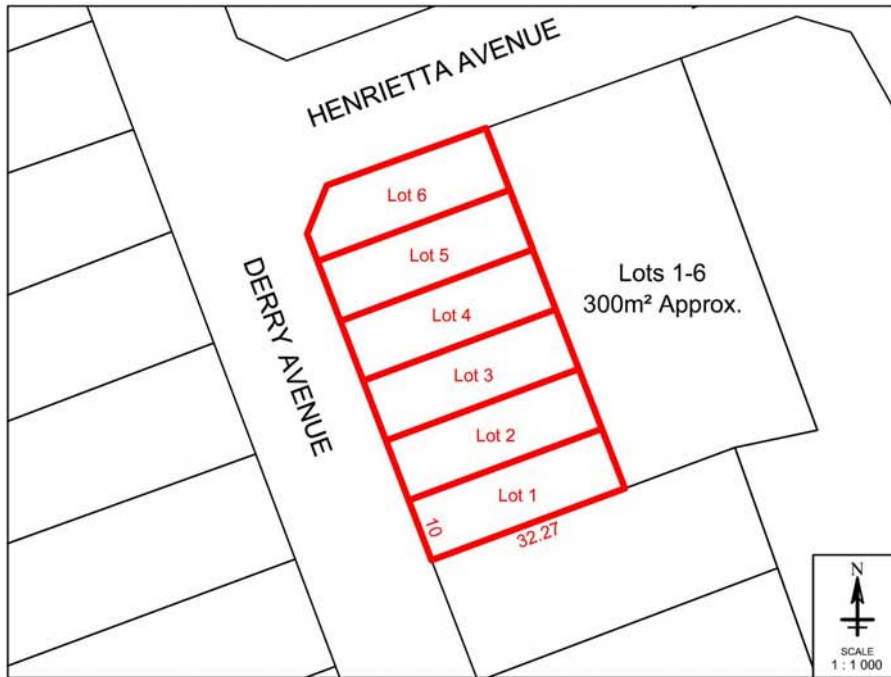 HENRIETTA AVENUE
Lot 6
Lot 5
DERRY AVENUE
Lots 1-6
300m² Approx.
Lot 4
Lot 3
Lot 2
Lot 1
10
32.27
N
SCALE
1 : 1 000